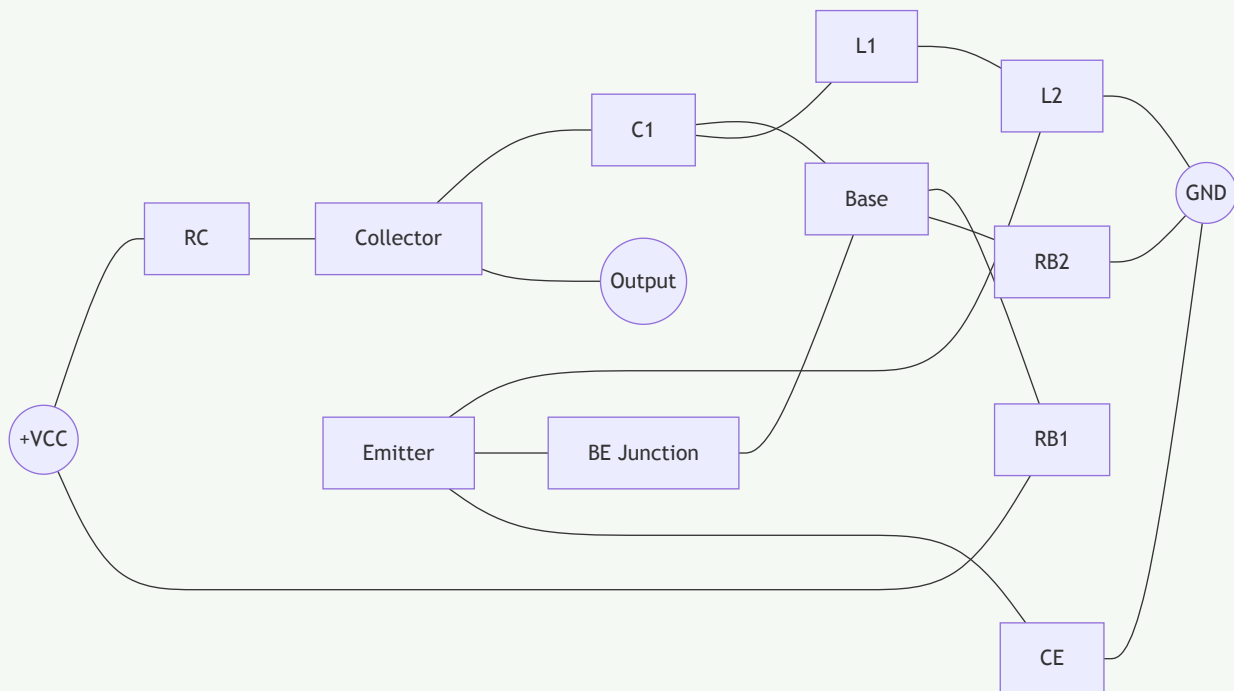 L1
L2
C1
Base
GND
RC
Collector
RB2
Output
+VCC
Emitter
BE Junction
RB1
CE